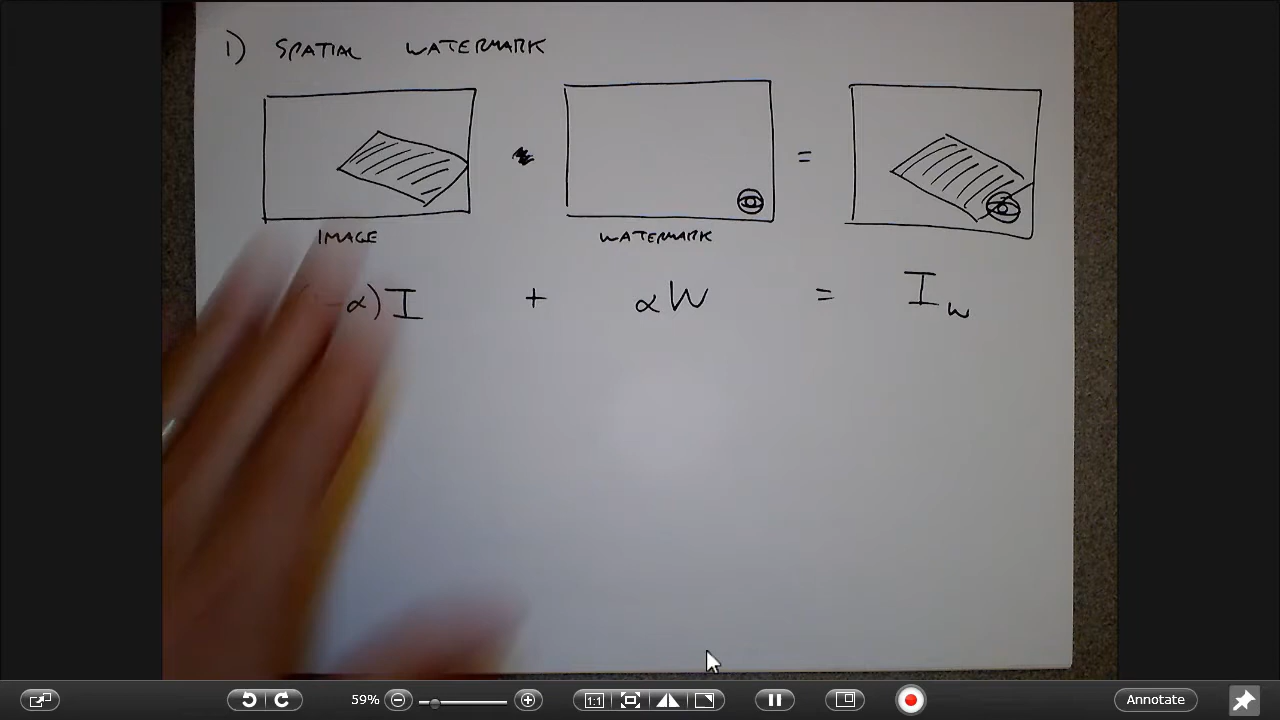 1) SPATIAL WATERMARK
=
IMAGE WATERMARK
α) I + αW = I_w
59% 1:1 Annotate